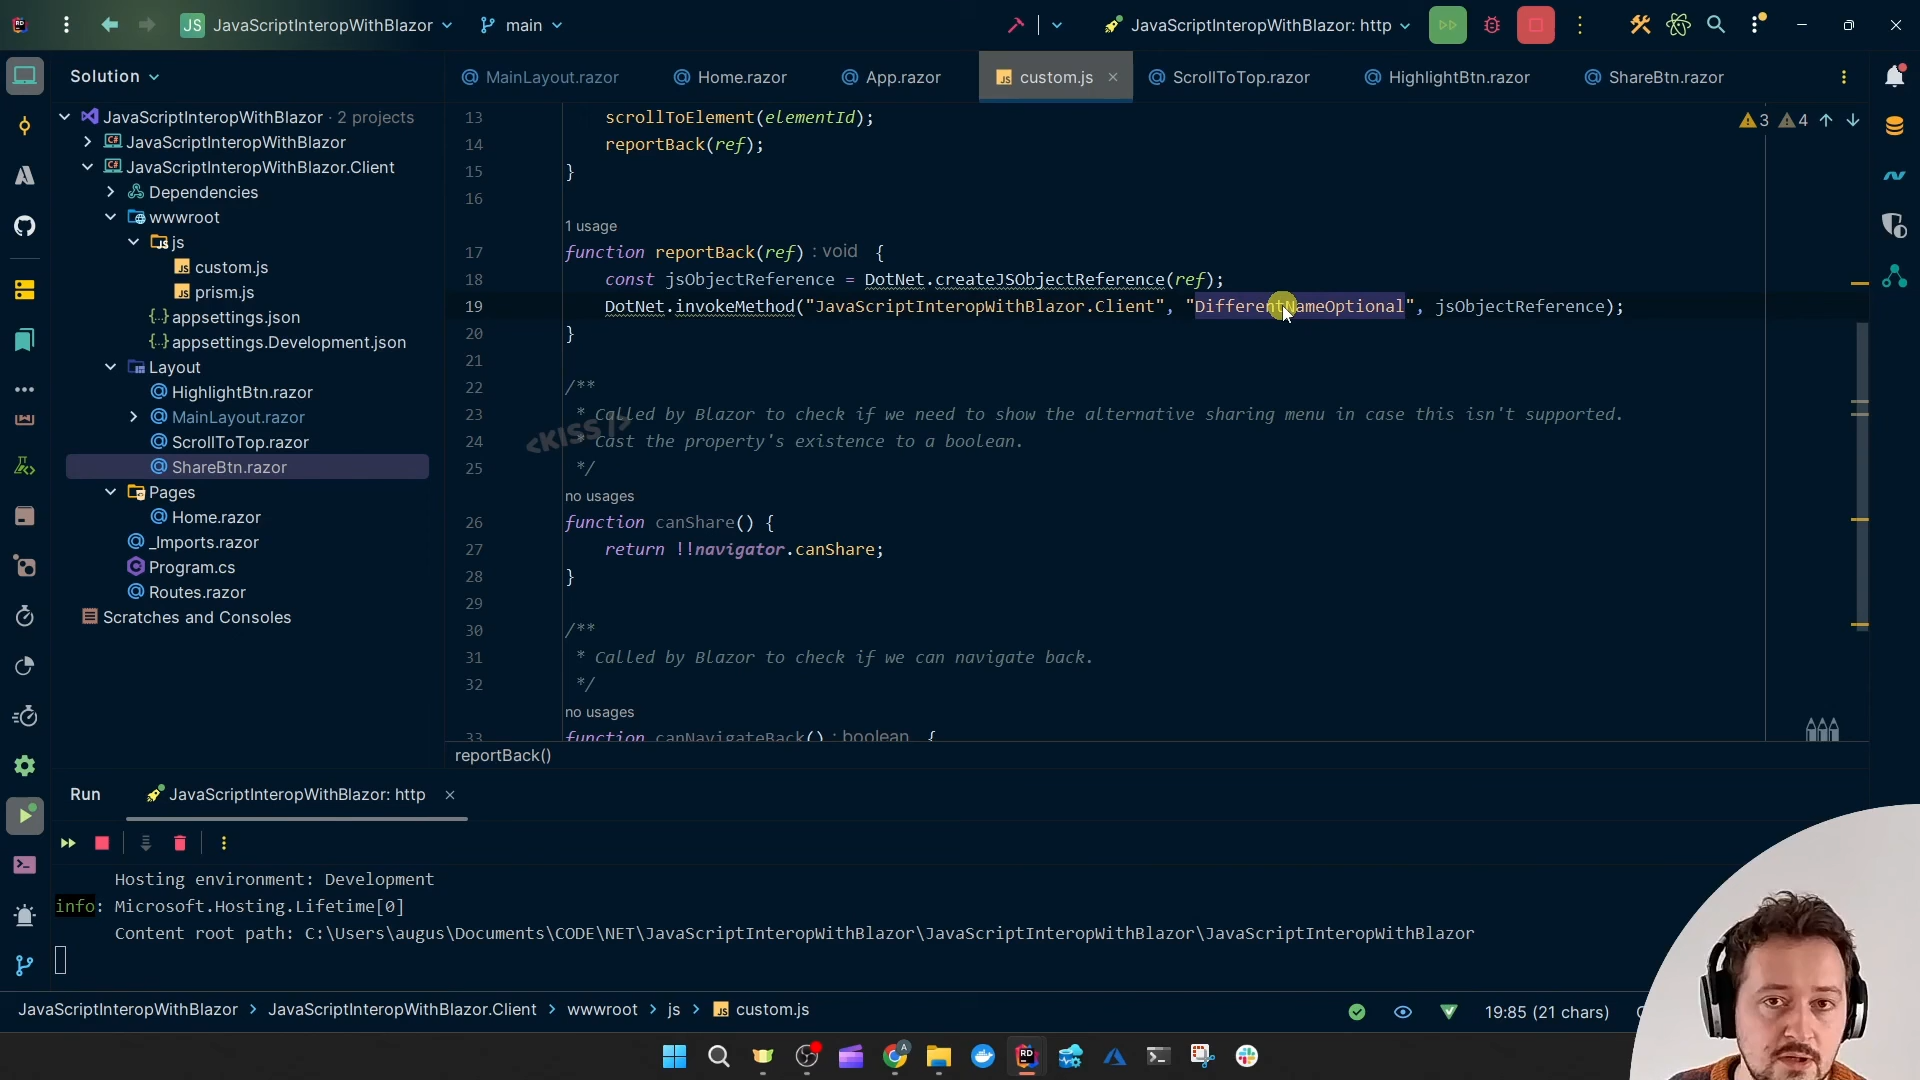 JS JavaScriptInteropWithBlazor main JavaScriptInteropWithBlazor: http
Solution MainLayout.razor Home.razor App.razor custom.js ScrollToTop.razor HighlightBtn.razor ShareBtn.razor
JavaScriptInteropWithBlazor · 2 projects
JavaScriptInteropWithBlazor
JavaScriptInteropWithBlazor.Client
Dependencies
wwwroot
js
custom.js
prism.js
appsettings.json
appsettings.Development.json
Layout
HighlightBtn.razor
MainLayout.razor
ScrollToTop.razor
ShareBtn.razor
Pages
Home.razor
_Imports.razor
Program.cs
Routes.razor
Scratches and Consoles
3 4
13 scrollToElement(elementId);
14 reportBack(ref);
15 }
16
1 usage
17 function reportBack(ref) : void {
18 const jsObjectReference = DotNet.createJSObjectReference(ref);
19 DotNet.invokeMethod("JavaScriptInteropWithBlazor.Client", "DifferentNameOptional", jsObjectReference);
20 }
21
22 /**
23 * Called by Blazor to check if we need to show the alternative sharing menu in case this isn't supported.
24 * Cast the property's existence to a boolean.
25 */
<KISS/>
no usages
26 function canShare() {
27 return !!navigator.canShare;
28 }
29
30 /**
31 * Called by Blazor to check if we can navigate back.
32 */
no usages
33 function canNavigateBack() : boolean {
reportBack()
Run JavaScriptInteropWithBlazor: http
Hosting environment: Development
info: Microsoft.Hosting.Lifetime[0]
Content root path: C:\Users\augus\Documents\CODE\NET\JavaScriptInteropWithBlazor\JavaScriptInteropWithBlazor\JavaScriptInteropWithBlazor
JavaScriptInteropWithBlazor > JavaScriptInteropWithBlazor.Client > wwwroot > js > custom.js 19:85 (21 chars)